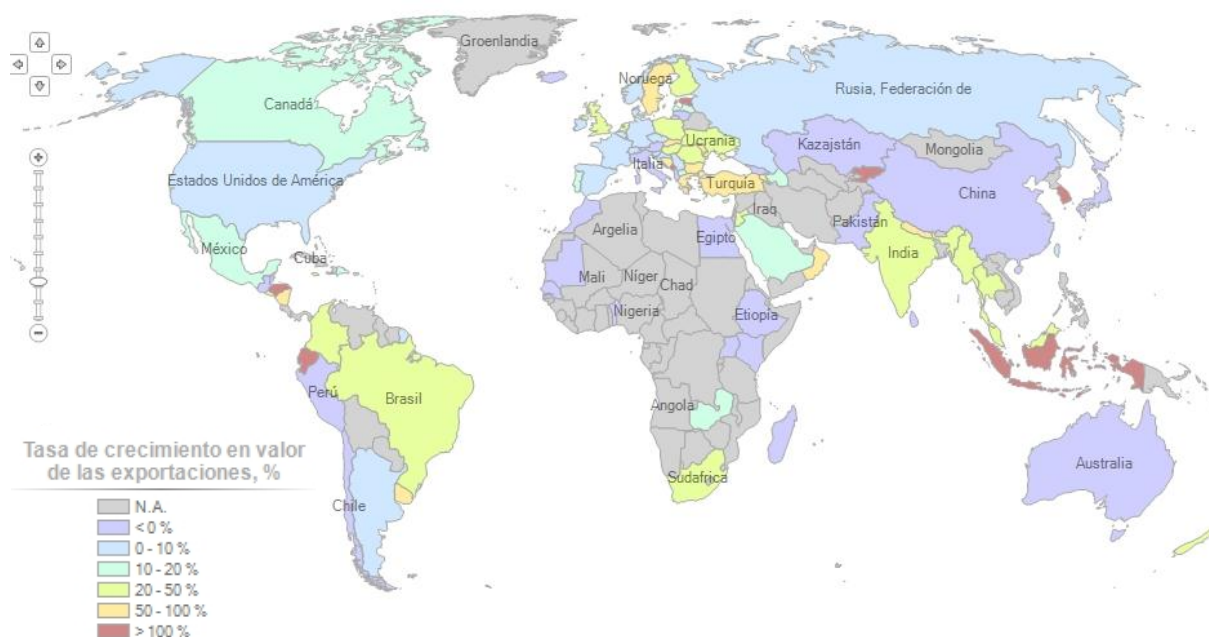 Groenlandia
Canadá
Noruega
Rusia, Federación de
Ucrania
Kazajstán
Mongolia
Italia
Turquía
Estados Unidos de América
China
Iraq
Pakistán
México
Argelia
Egipto
India
Cuba
Mali
Níger
Chad
Nigeria
Etiopía
Perú
Brasil
Angola
Sudafrica
Australia
Chile
Tasa de crecimiento en valor
de las exportaciones, %
N.A.
< 0 %
0 - 10 %
10 - 20 %
20 - 50 %
50 - 100 %
> 100 %